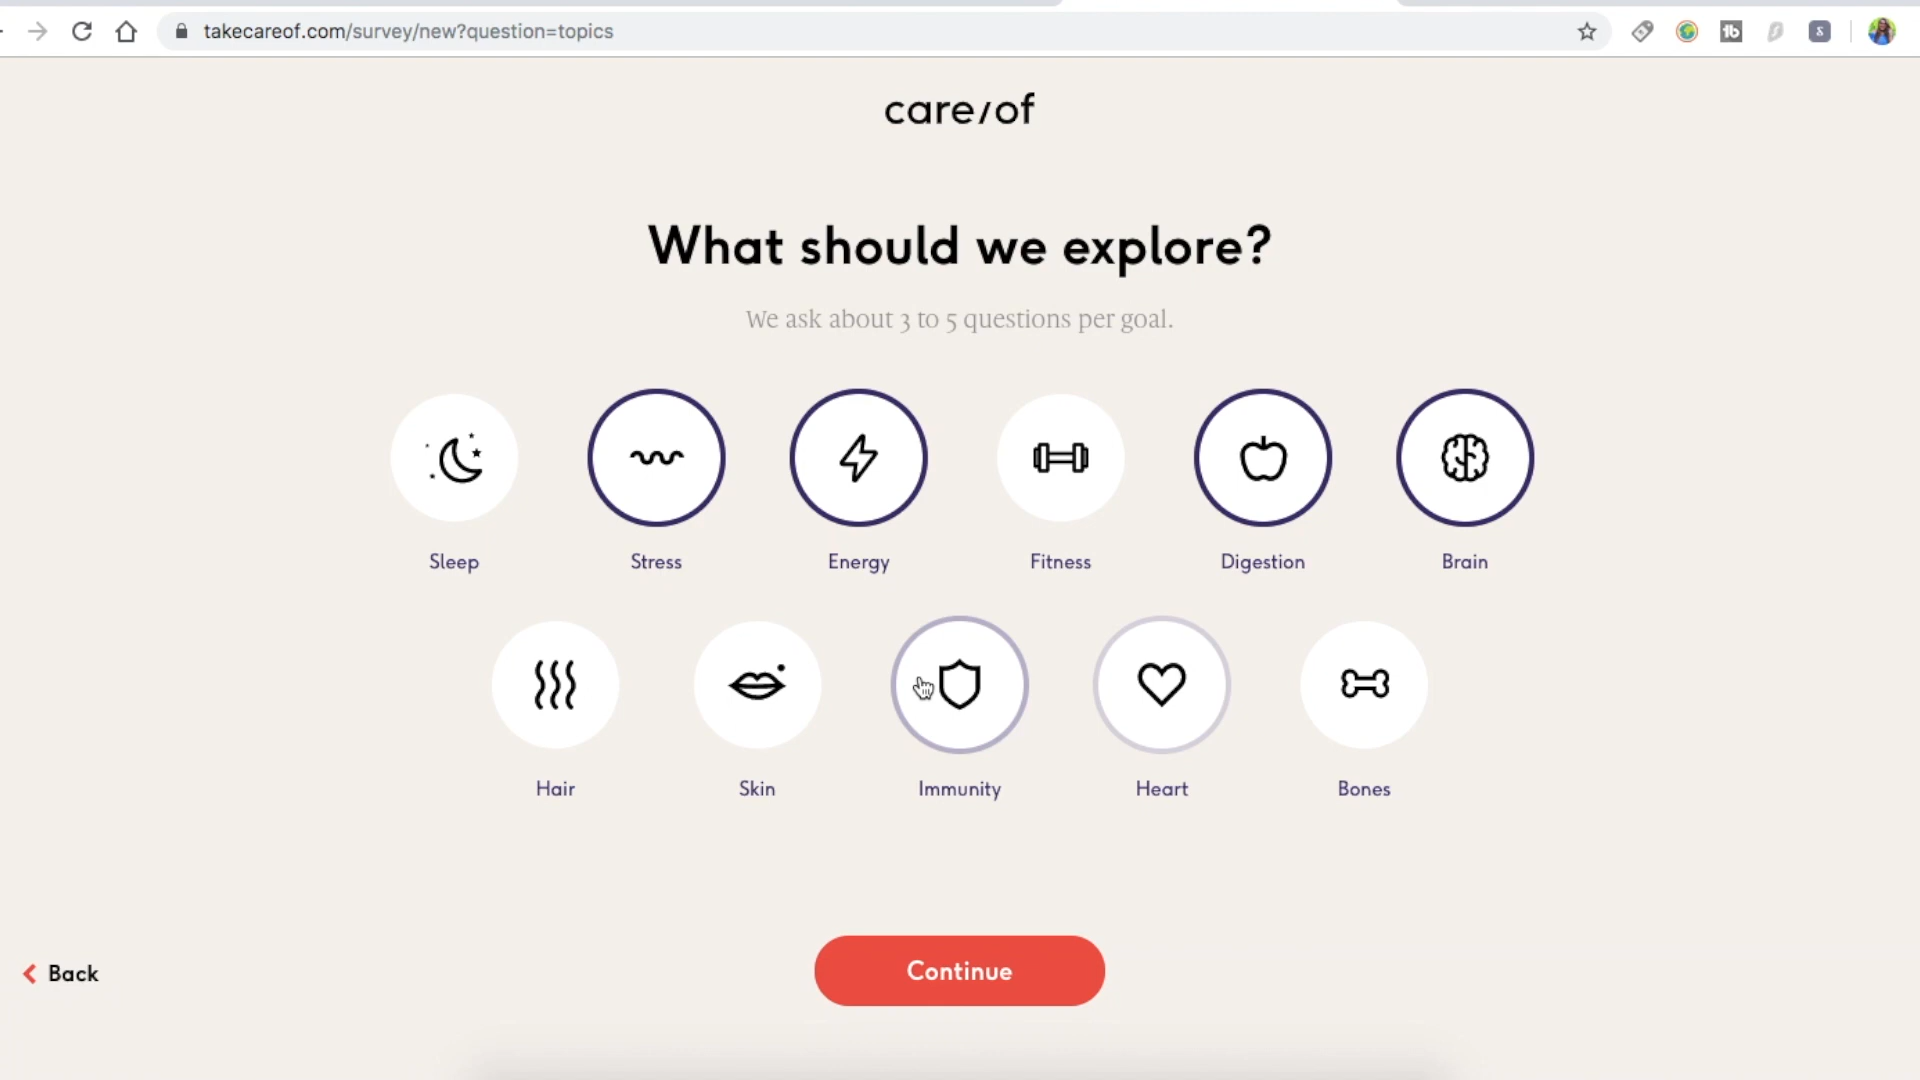 takecareof.com/survey/new?question=topics
care/of
What should we explore?
We ask about 3 to 5 questions per goal.
Sleep
Stress
Energy
Fitness
Digestion
Brain
Hair
Skin
Immunity
Heart
Bones
Back
Continue